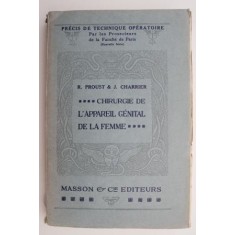 PRÉCIS DE TECHNIQUE OPÉRATOIRE
Par les Prosecteurs
de la Faculté de Paris
R. PROUST & J. CHARRIER
CHIRURGIE DE
L'APPAREIL GÉNITAL
DE LA FEMME
MASSON & Cie EDITEURS